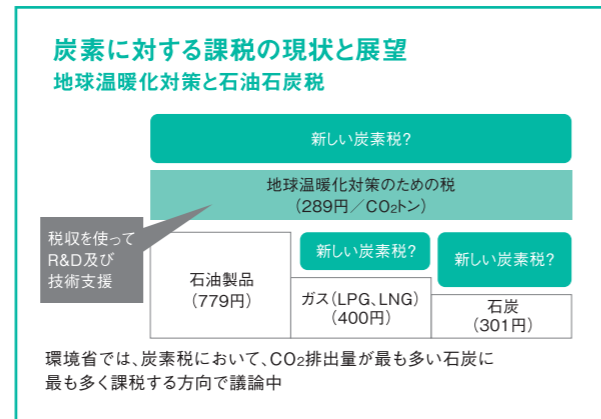 炭素に対する課税の現状と展望
地球温暖化対策と石油石炭税
新しい炭素税?
地球温暖化対策のための税
(289円／CO₂トン)
税収を使って
R&D及び
技術支援
石油製品
(779円)
新しい炭素税?
ガス(LPG、LNG)
(400円)
新しい炭素税?
石炭
(301円)
環境省では、炭素税において、CO₂排出量が最も多い石炭に
最も多く課税する方向で議論中